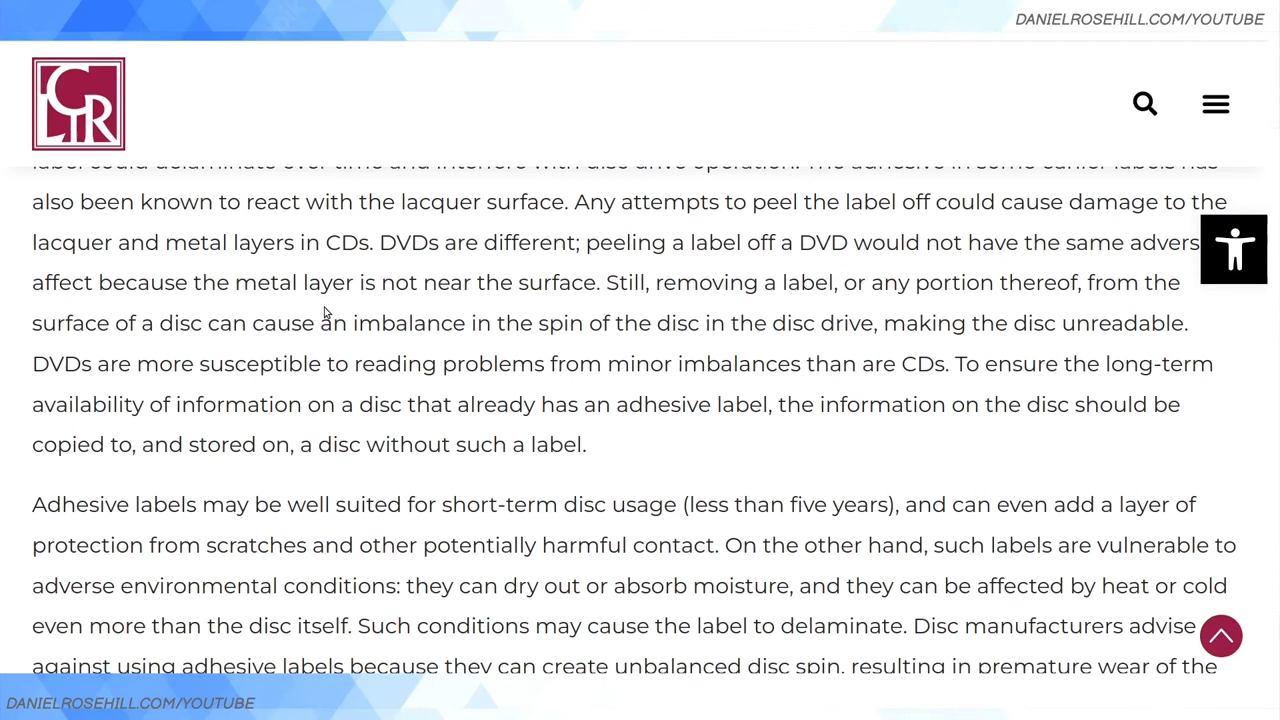 DANIELROSEHILL.COM/YOUTUBE
CLIR
label could delaminate over time and interfere with disc drive operation. The adhesive in some earlier labels has
also been known to react with the lacquer surface. Any attempts to peel the label off could cause damage to the
lacquer and metal layers in CDs. DVDs are different; peeling a label off a DVD would not have the same advers
affect because the metal layer is not near the surface. Still, removing a label, or any portion thereof, from the
surface of a disc can cause an imbalance in the spin of the disc in the disc drive, making the disc unreadable.
DVDs are more susceptible to reading problems from minor imbalances than are CDs. To ensure the long-term
availability of information on a disc that already has an adhesive label, the information on the disc should be
copied to, and stored on, a disc without such a label.
Adhesive labels may be well suited for short-term disc usage (less than five years), and can even add a layer of
protection from scratches and other potentially harmful contact. On the other hand, such labels are vulnerable to
adverse environmental conditions: they can dry out or absorb moisture, and they can be affected by heat or cold
even more than the disc itself. Such conditions may cause the label to delaminate. Disc manufacturers advise
against using adhesive labels because they can create unbalanced disc spin, resulting in premature wear of the
DANIELROSEHILL.COM/YOUTUBE